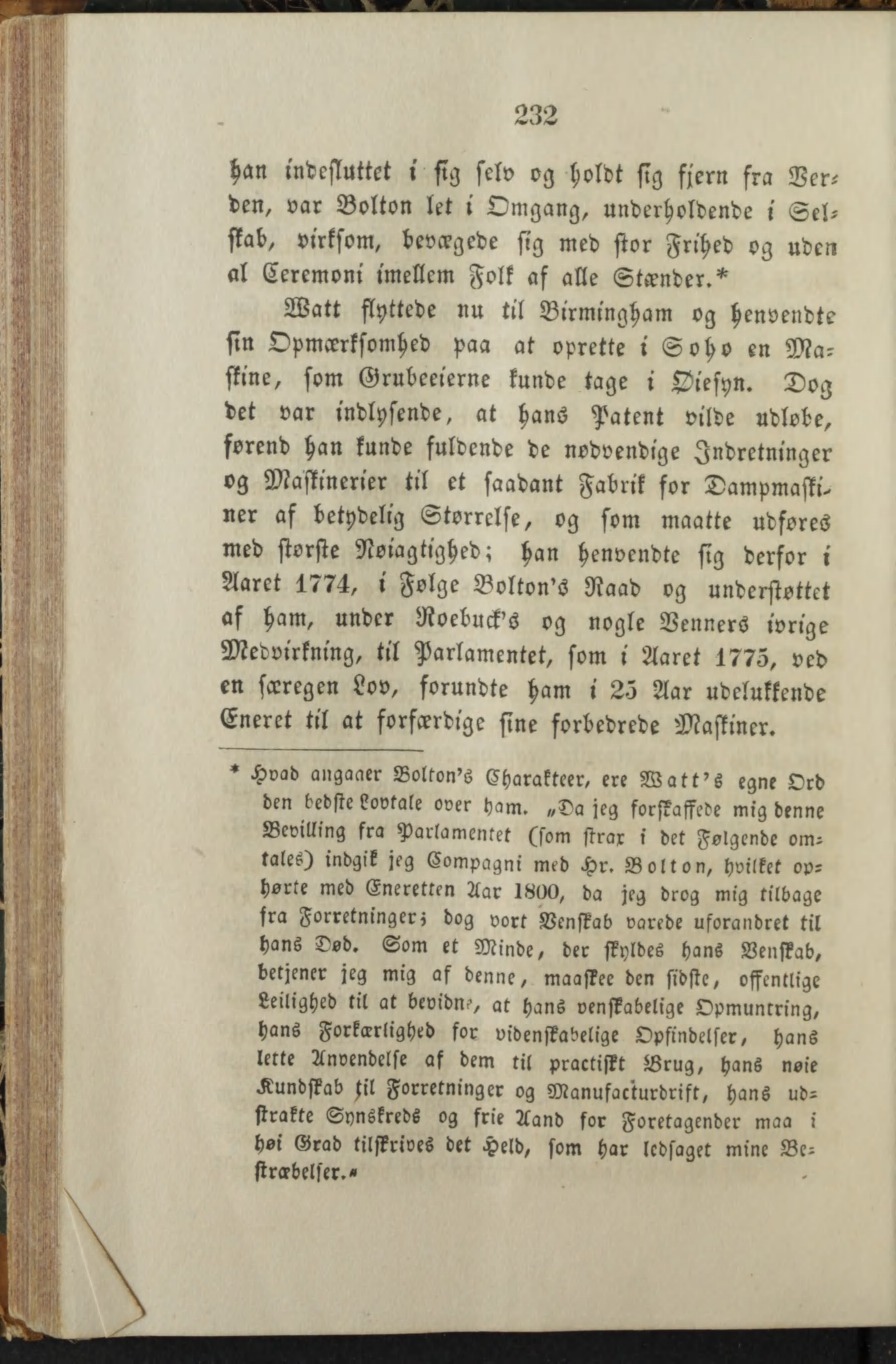 232
han indesluttet i sig selv og holdt sig fjern fra Ver-
den, var Bolton let i Omgang, underholdende i Sel-
skab, virksom, bevægede sig med stor Frihed og uden
al Ceremoni imellem Folk af alle Stænder.*
Watt flyttede nu til Birmingham og henvendte
sin Opmærksomhed paa at oprette i Soho en Ma-
skine, som Grubeeierne kunde tage i Øiesyn. Dog
det var indlysende, at hans Patent vilde udløbe,
førend han kunde fuldende de nødvendige Indretninger
og Maskinerier til et saadant Fabrik for Dampmaski-
ner af betydelig Størrelse, og som maatte udføres
med største Nøiagtighed; han henvendte sig derfor i
Aaret 1774, i Følge Bolton's Raad og understøttet
af ham, under Roebuck's og nogle Venners ivrige
Medvirkning, til Parlamentet, som i Aaret 1775, ved
en særegen Lov, forundte ham i 25 Aar udelukkende
Eneret til at forfærdige sine forbedrede Maskiner.
* Hvad angaaer Bolton's Charakteer, ere Watt's egne Ord
den bedste Lovtale over ham. „Da jeg forskaffede mig denne
Bevilling fra Parlamentet (som strax i det Følgende om-
tales) indgik jeg Compagni med Hr. Bolton, hvilket op-
hørte med Eneretten Aar 1800, da jeg drog mig tilbage
fra Forretninger; dog vort Venskab varede uforandret til
hans Død. Som et Minde, der skyldes hans Venskab,
betjener jeg mig af denne, maaskee den sidste, offentlige
Leilighed til at bevidne, at hans venskabelige Opmuntring,
hans Forkærlighed for videnskabelige Opfindelser, hans
lette Anvendelse af dem til practiskt Brug, hans nøie
Kundskab til Forretninger og Manufacturdrift, hans ud-
strakte Synskreds og frie Aand for Foretagender maa i
høi Grad tilskrives det Held, som har ledsaget mine Be-
stræbelser.“